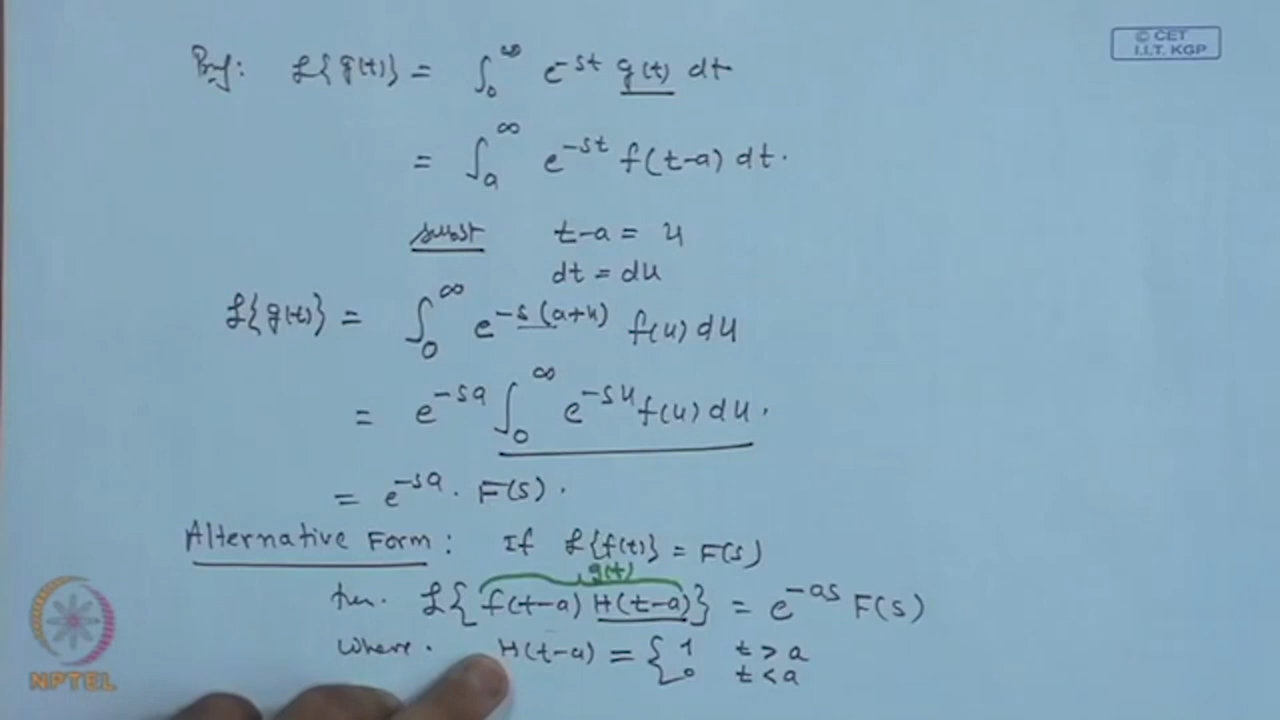 © CET
I.I.T. KGP
Prf: ℒ{g(t)} = ∫₀^∞ e^{-st} g(t) dt
= ∫ₐ^∞ e^{-st} f(t-a) dt.
subst t-a = u
dt = du
ℒ{g(t)} = ∫₀^∞ e^{-s(a+u)} f(u) du
= e^{-sa} ∫₀^∞ e^{-su} f(u) du.
= e^{-sa} . F(s).
Alternative Form : If ℒ{f(t)} = F(s)
g(t)
then. ℒ{f(t-a) H(t-a)} = e^{-as} F(s)
where. H(t-a) = { 1 t > a
0 t < a
NPTEL